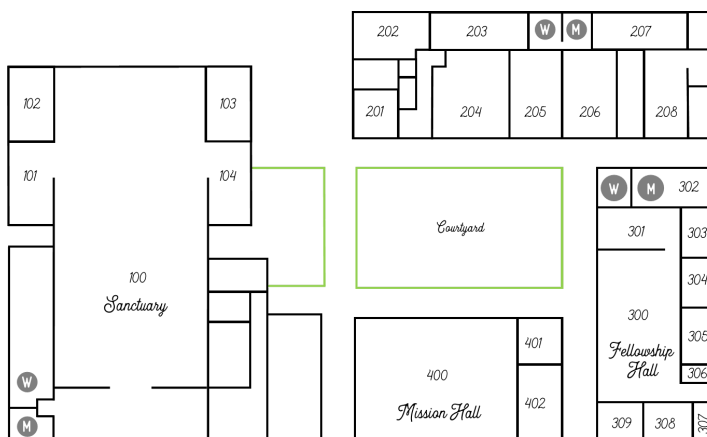 202
203
W
M
207
102
103
201
204
205
206
208
101
104
W
M
302
Courtyard
301
303
100
Sanctuary
304
300
Fellowship
Hall
305
306
401
400
Mission Hall
402
W
M
309
308
307